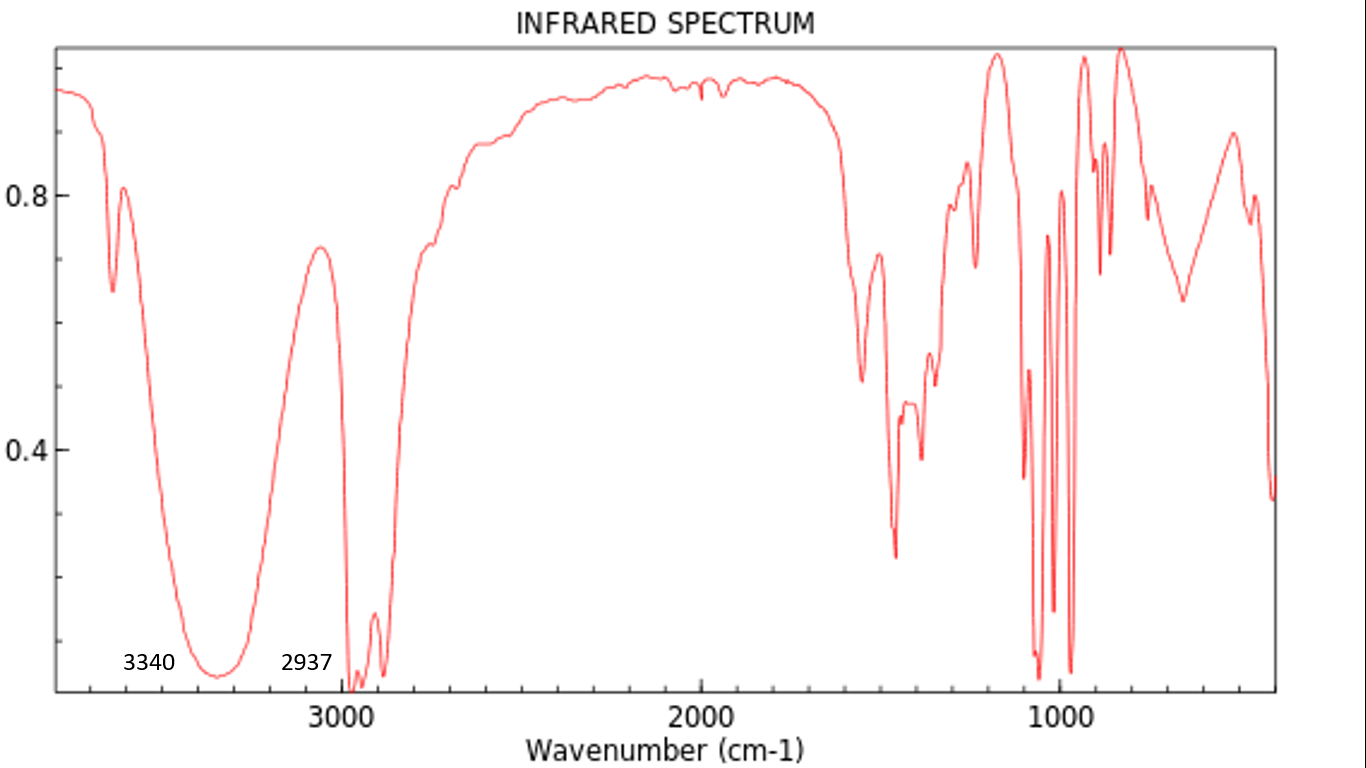 INFRARED SPECTRUM
0.8
0.4
3340 2937
3000 2000 1000
Wavenumber (cm-1)